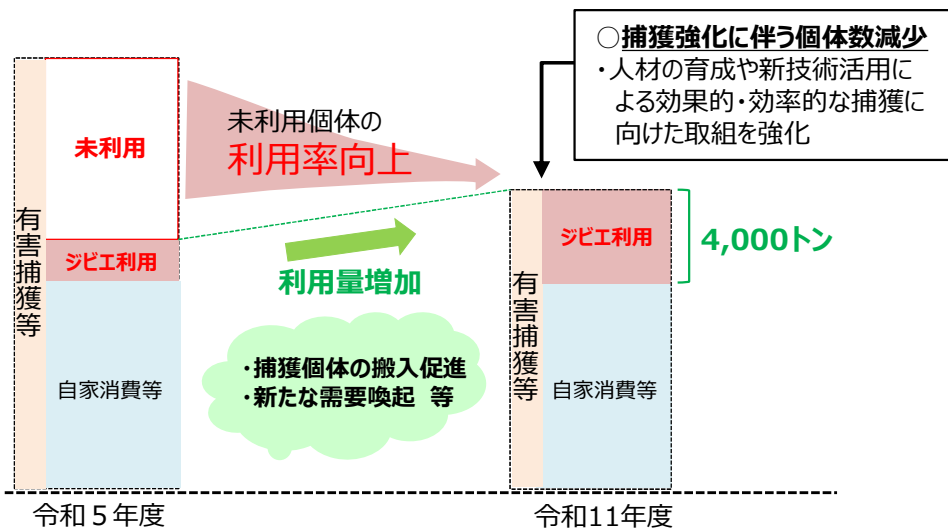 ○捕獲強化に伴う個体数減少
・人材の育成や新技術活用に
よる効果的・効率的な捕獲に
向けた取組を強化
未利用個体の
利用率向上
未利用
ジビエ利用
自家消費等
有害捕獲等
利用量増加
・捕獲個体の搬入促進
・新たな需要喚起 等
ジビエ利用
4,000トン
自家消費等
有害捕獲等
令和５年度
令和11年度